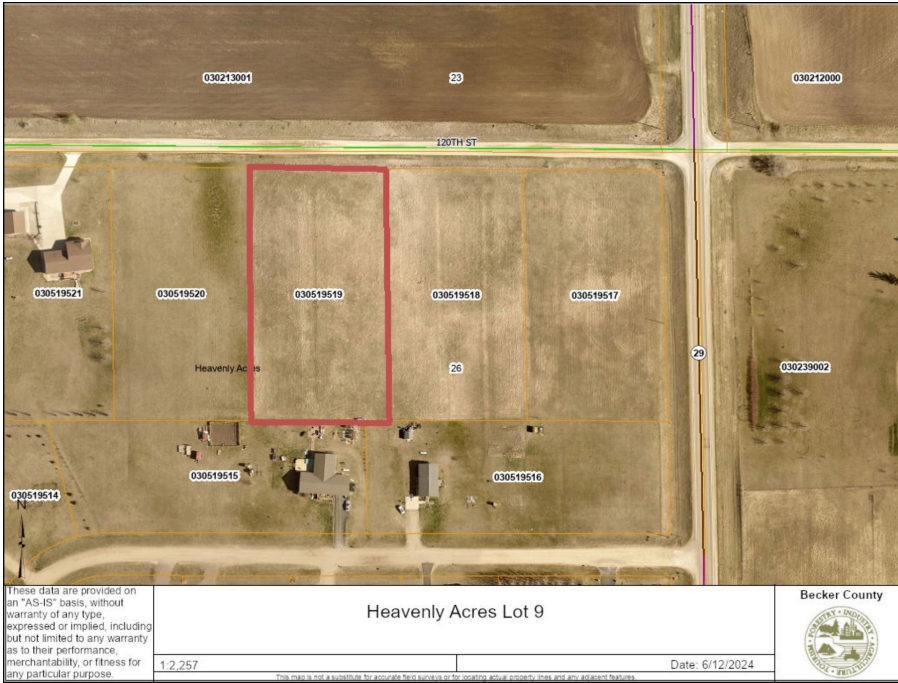 030213001
23
030212000
120TH ST
030519521
030519520
030519519
030519518
030519517
29
Heavenly Acres
26
030239002
030519515
030519516
030519514
N
These data are provided on
an "AS-IS" basis, without
warranty of any type,
expressed or implied, including
but not limited to any warranty
as to their performance,
merchantability, or fitness for
any particular purpose.
Heavenly Acres Lot 9
1:2,257
Date: 6/12/2024
This map is not a substitute for accurate field surveys or for locating actual property lines and any adjacent features.
Becker County
FORESTRY • INDUSTRY
AGRICULTURE • TOURISM